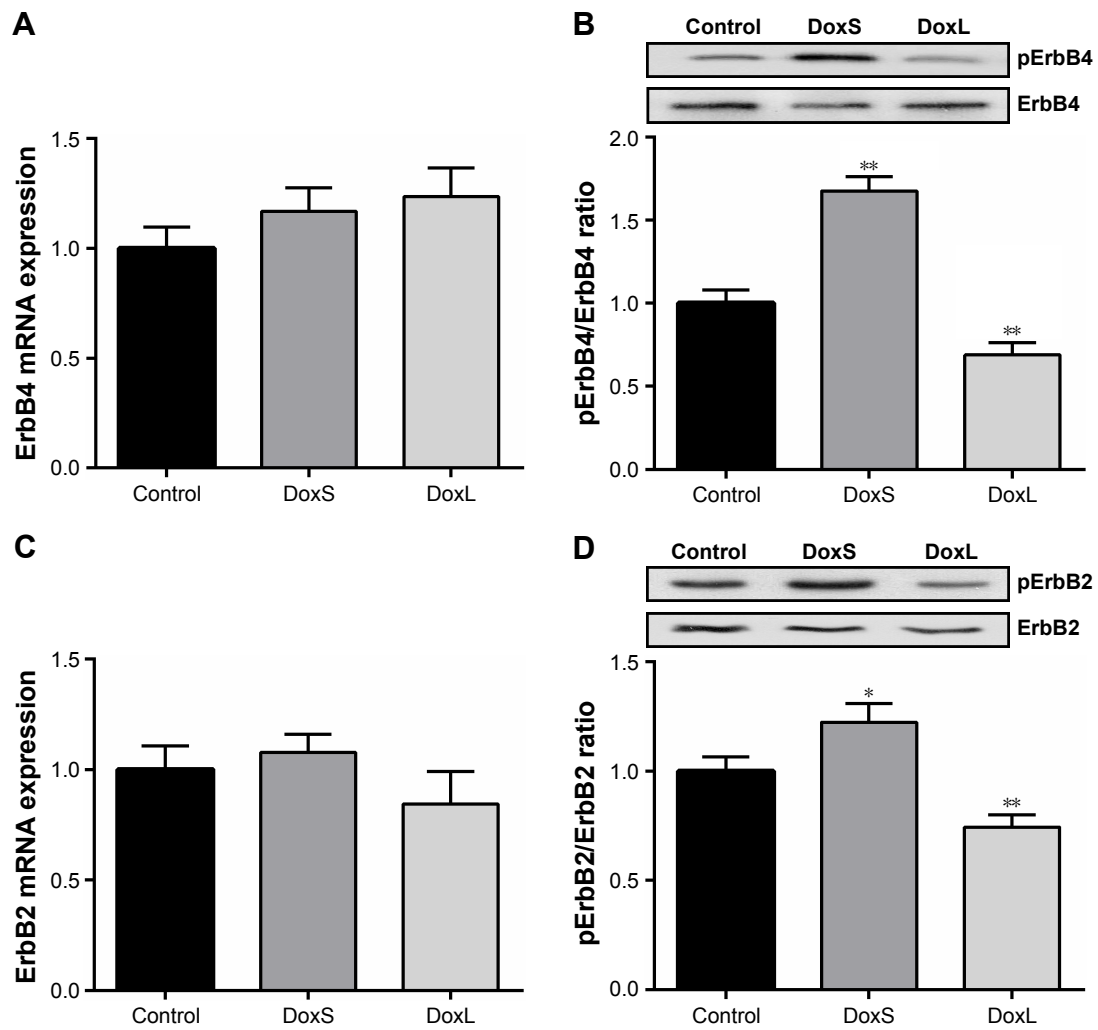 A
ErbB4 mRNA expression
1.5
1.0
0.5
0.0
Control DoxS DoxL
B
Control DoxS DoxL
pErbB4
ErbB4
pErbB4/ErbB4 ratio
2.0
1.5
1.0
0.5
0.0
**
**
Control DoxS DoxL
C
ErbB2 mRNA expression
1.5
1.0
0.5
0.0
Control DoxS DoxL
D
Control DoxS DoxL
pErbB2
ErbB2
pErbB2/ErbB2 ratio
1.5
1.0
0.5
0.0
*
**
Control DoxS DoxL